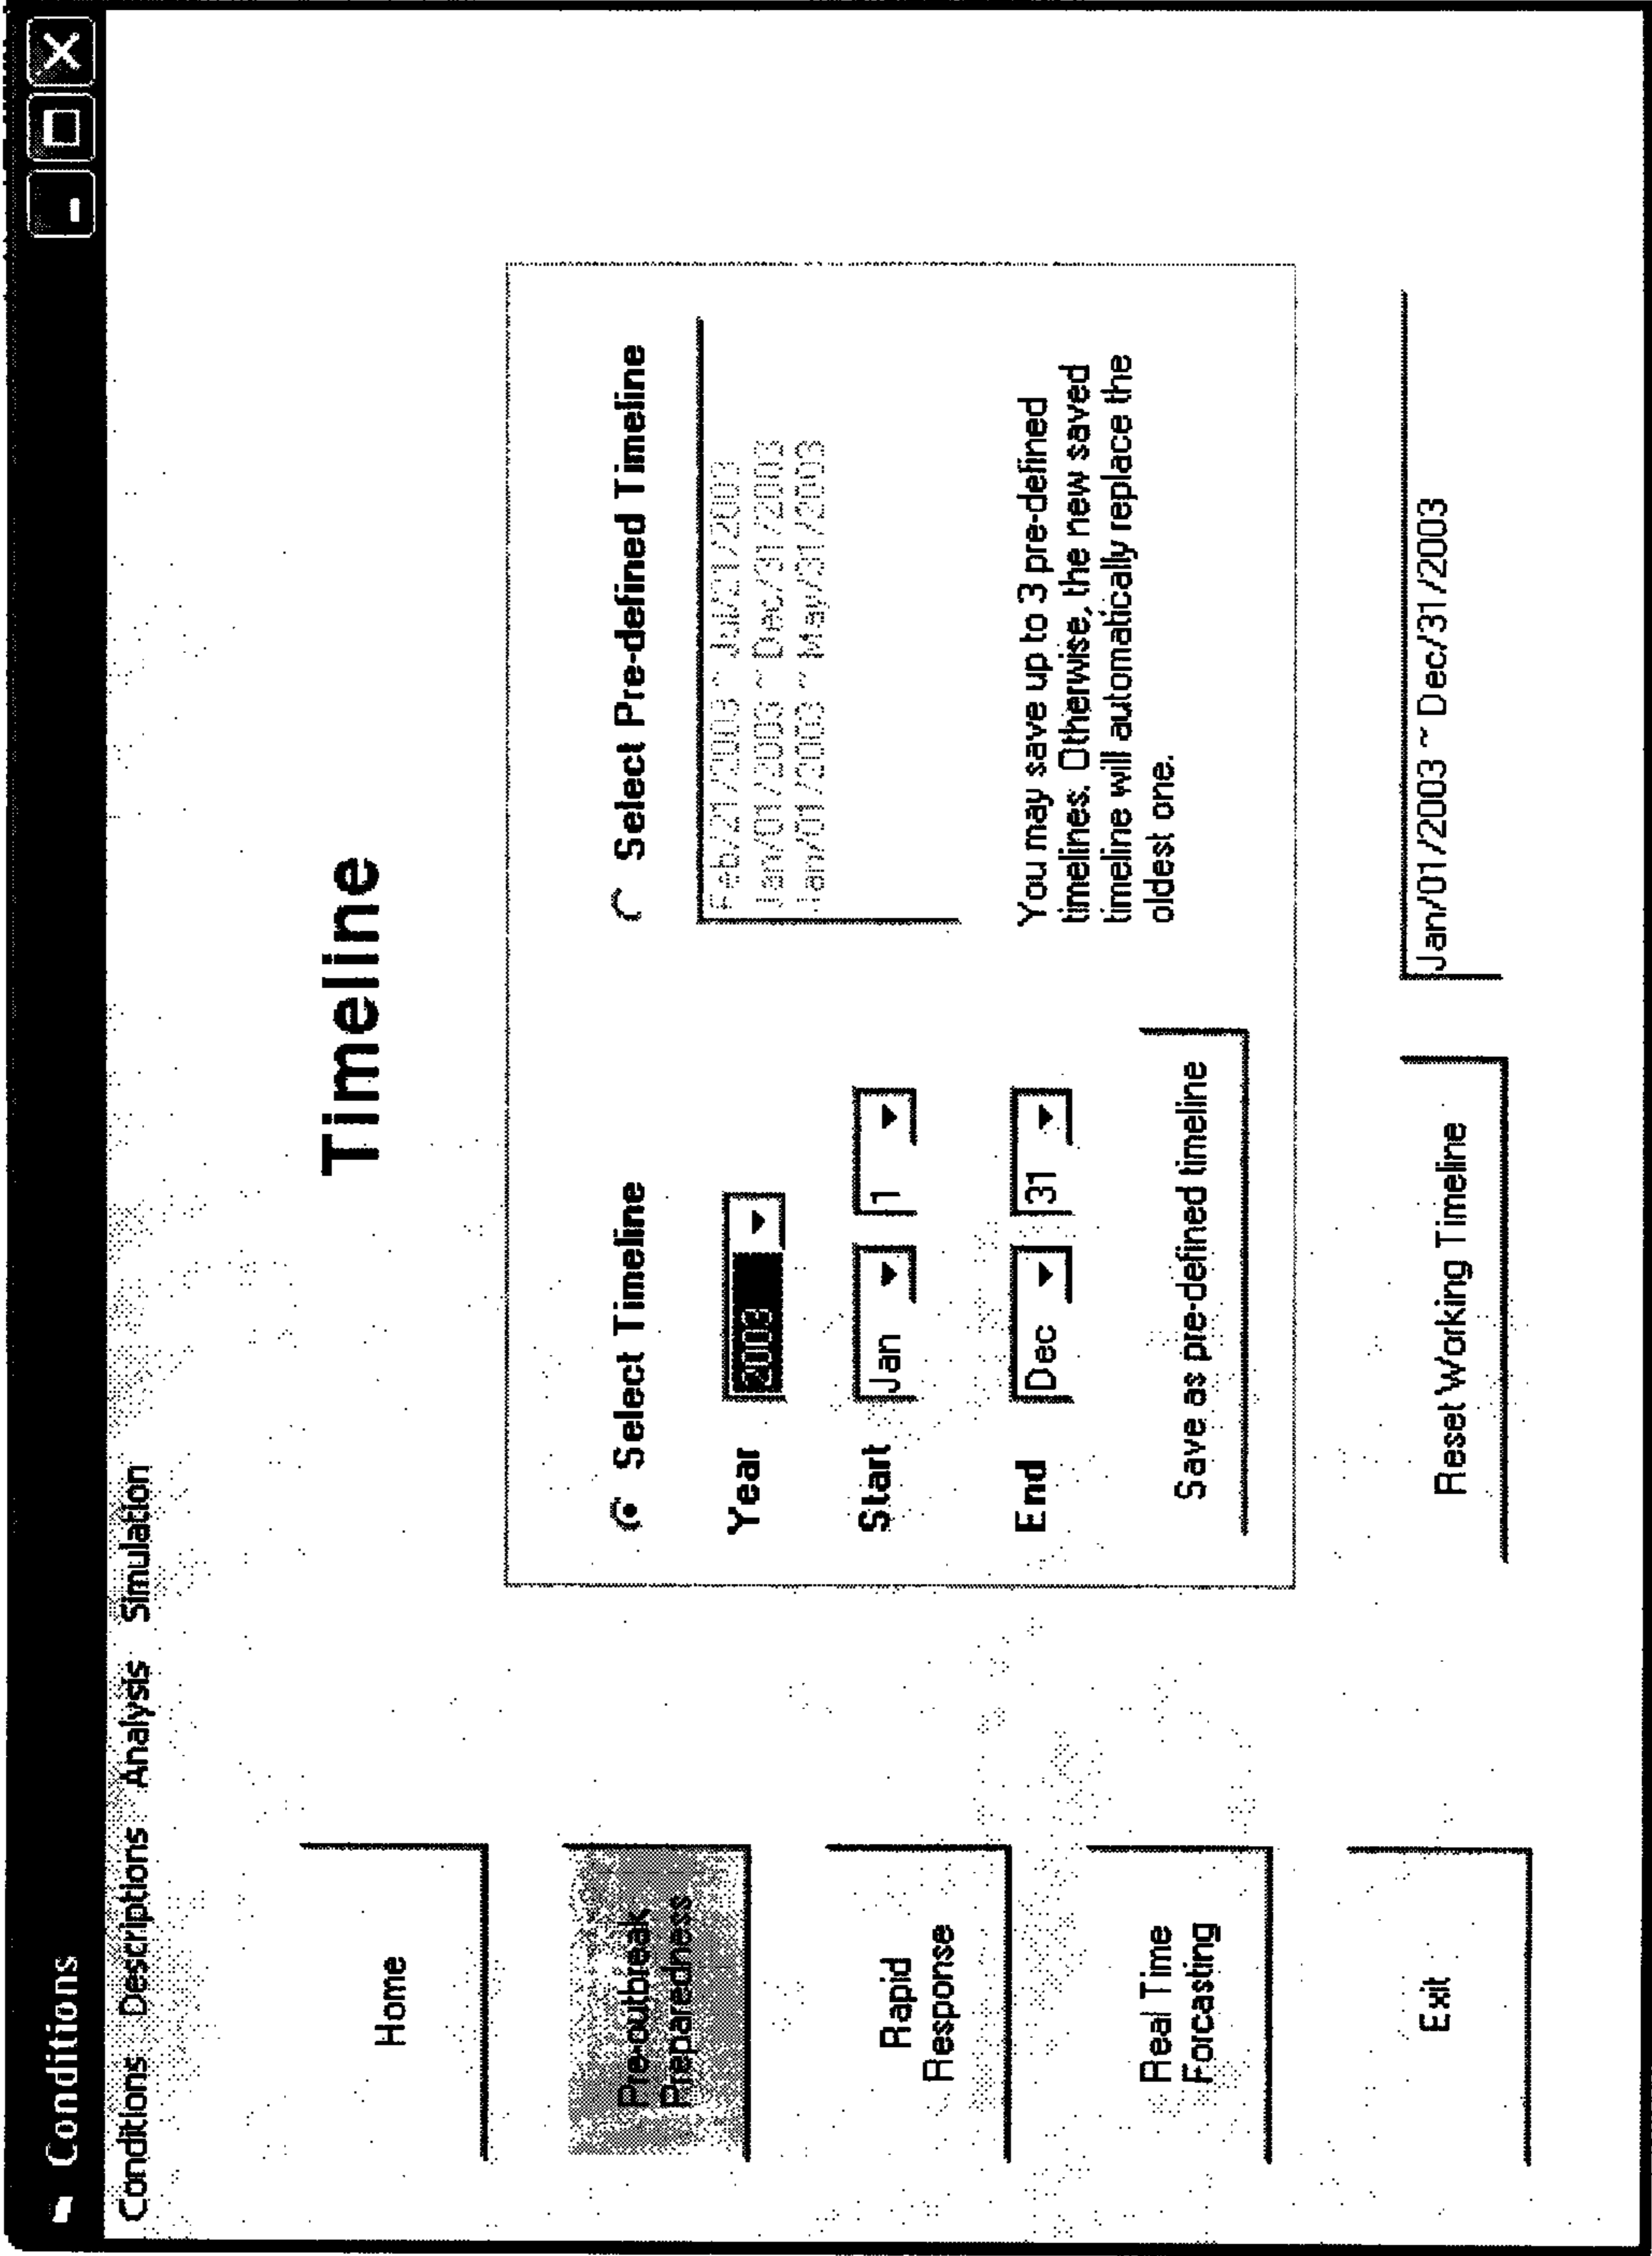 Conditions
Conditions Descriptions Analysis Simulation
Timeline
Home
Pre-outbreak
Preparedness
Rapid
Response
Real Time
Forcasting
Exit
Select Timeline
Year
Start Jan 1
End Dec 31
Save as pre-defined timeline
Select Pre-defined Timeline
Feb/21/2003 ~ Jul/21/2003
Jan/01/2003 ~ Dec/31/2003
Jan/01/2003 ~ May/31/2003
You may save up to 3 pre-defined
timelines. Otherwise, the new saved
timeline will automatically replace the
oldest one.
Reset Working Timeline
Jan/01/2003 ~ Dec/31/2003